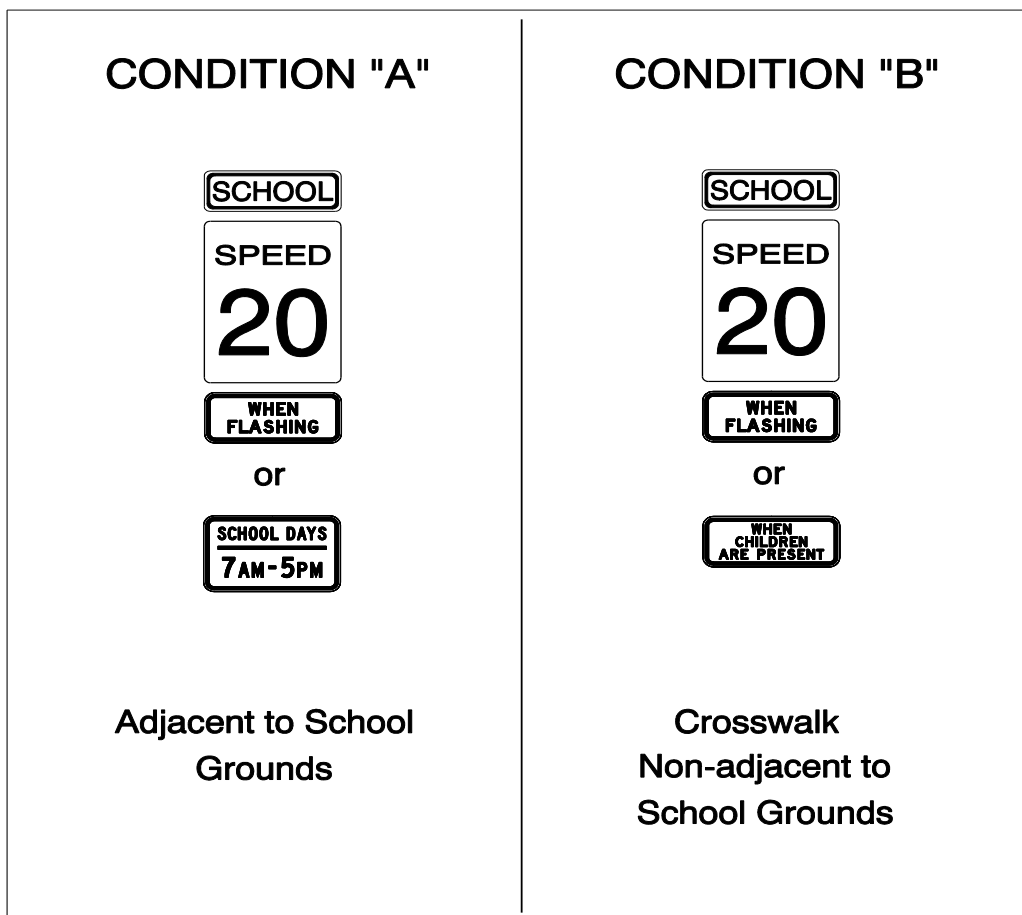 CONDITION "A"
SCHOOL
SPEED
20
WHEN
FLASHING
or
SCHOOL DAYS
7AM-5PM
Adjacent to School
Grounds
CONDITION "B"
SCHOOL
SPEED
20
WHEN
FLASHING
or
WHEN
CHILDREN
ARE PRESENT
Crosswalk
Non-adjacent to
School Grounds